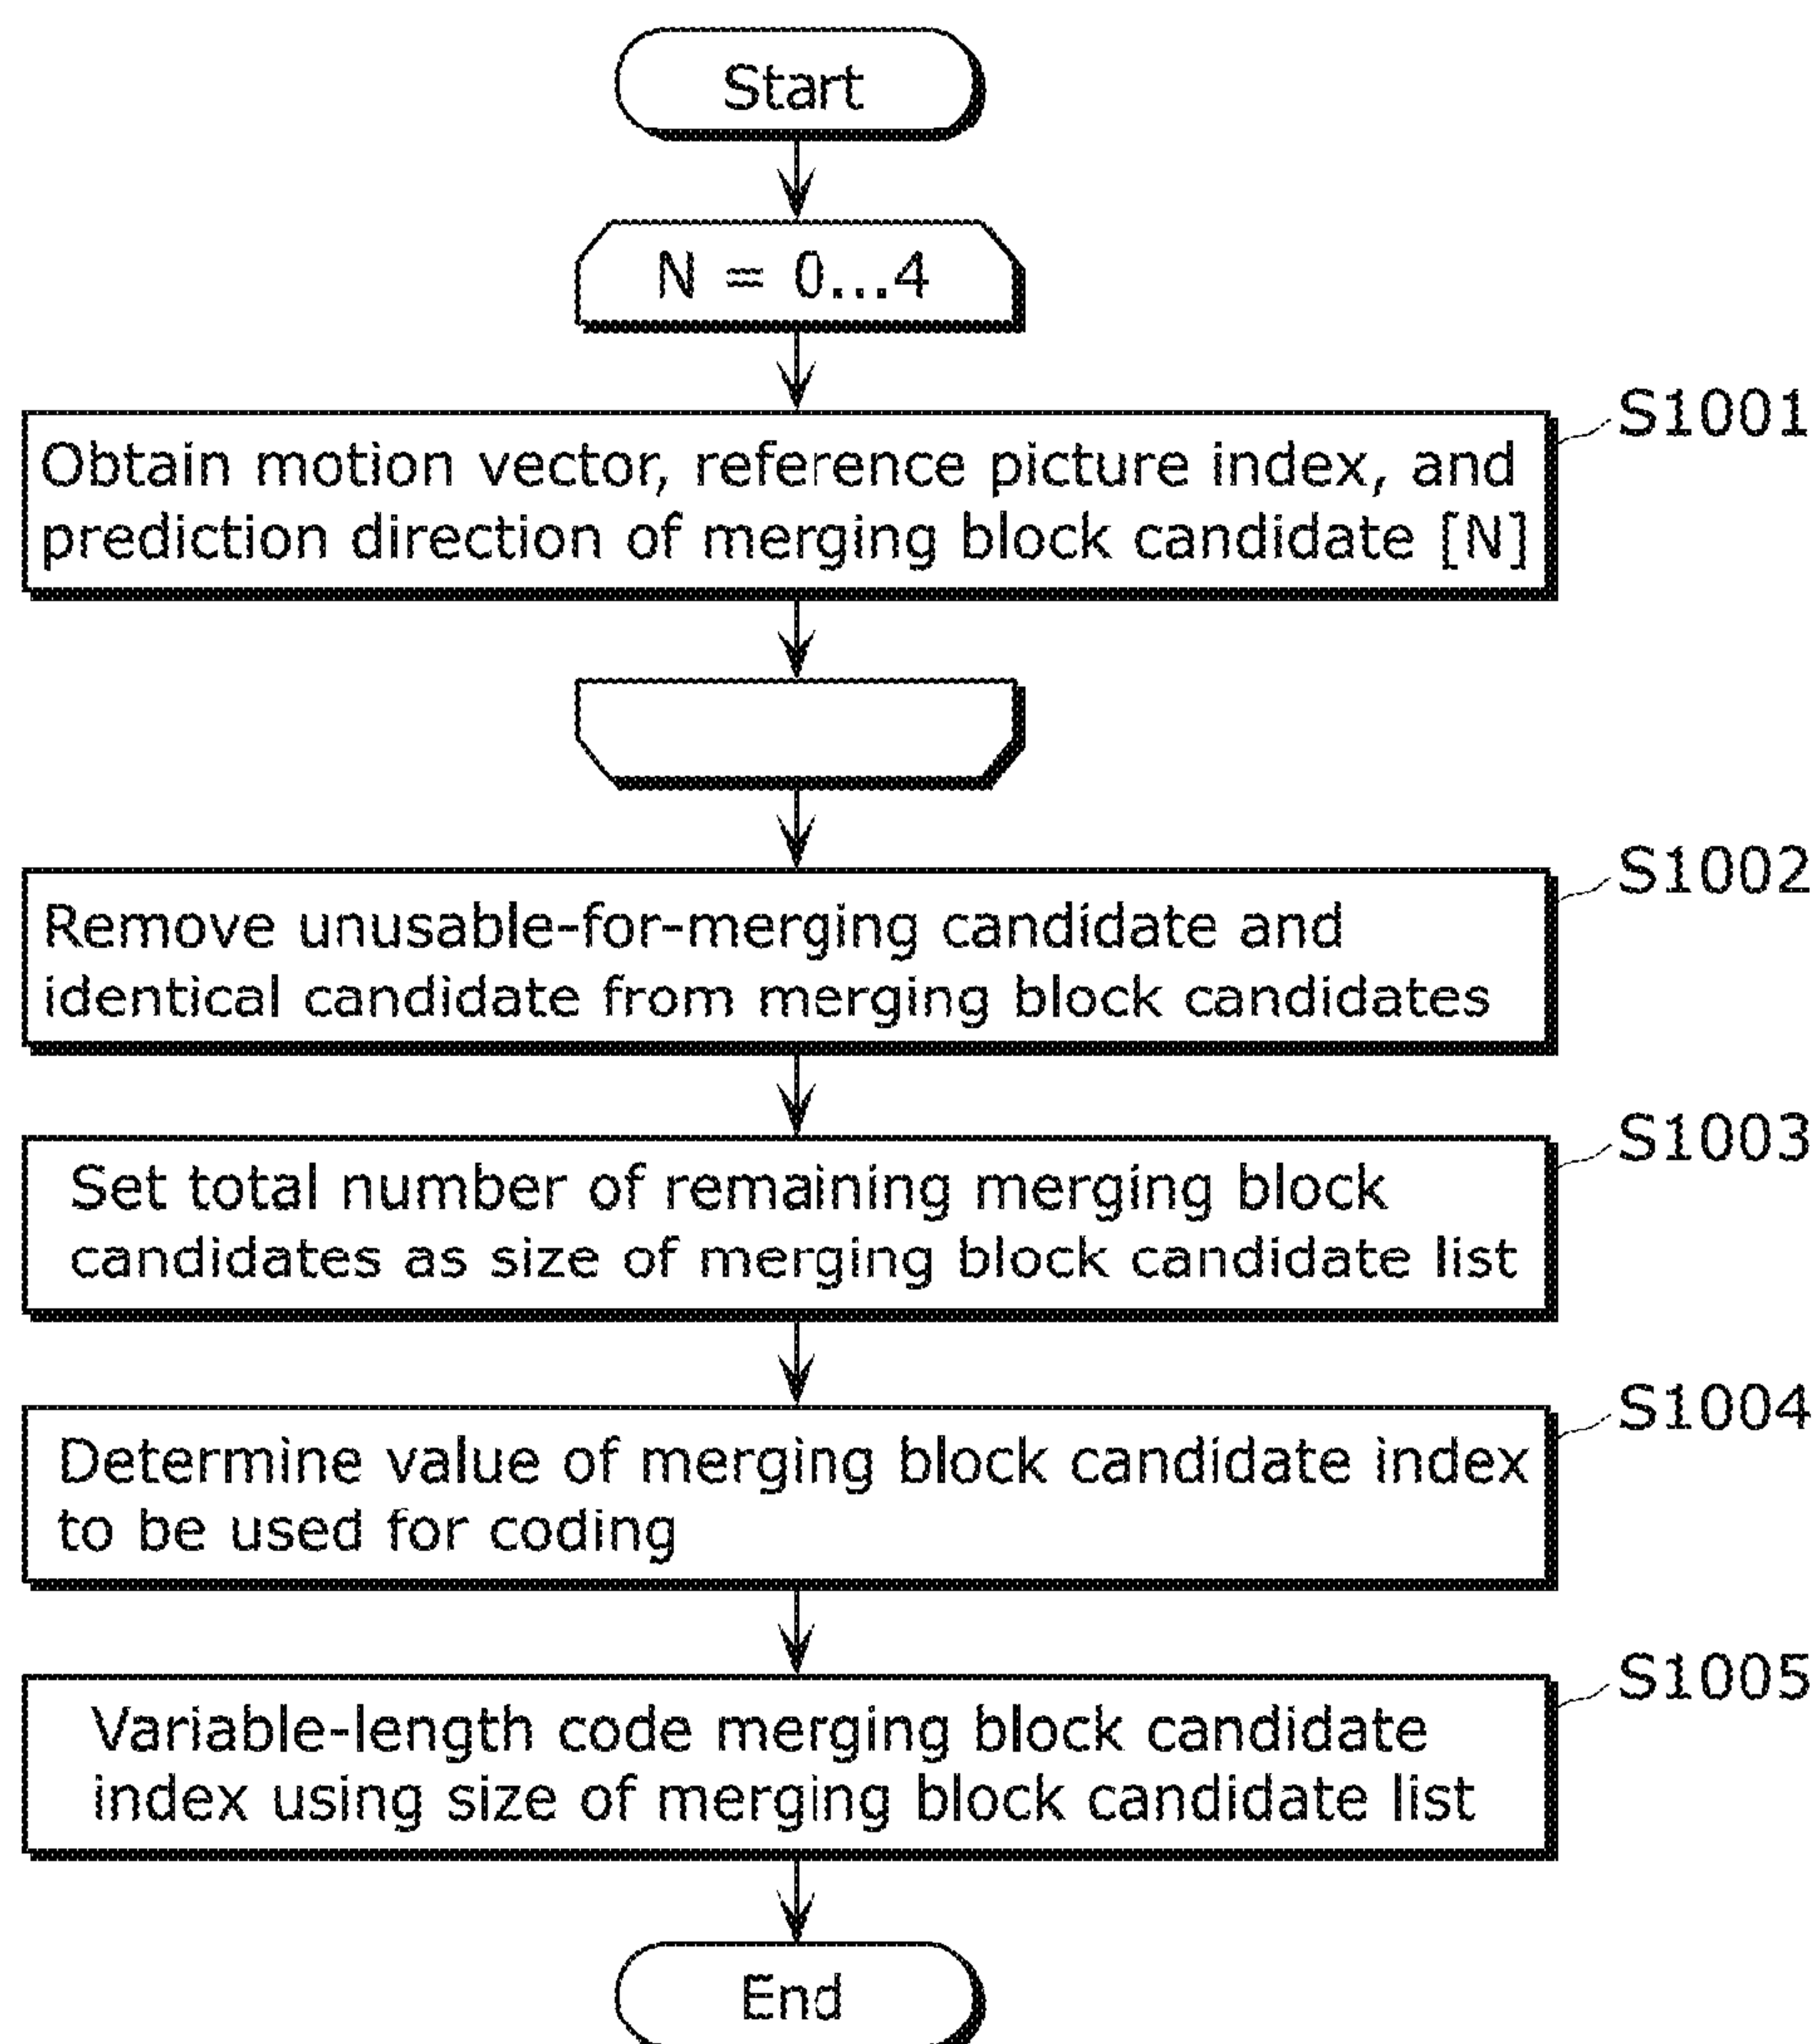 Start
N = 0...4
S1001
Obtain motion vector, reference picture index, and
prediction direction of merging block candidate [N]
S1002
Remove unusable-for-merging candidate and
identical candidate from merging block candidates
S1003
Set total number of remaining merging block
candidates as size of merging block candidate list
S1004
Determine value of merging block candidate index
to be used for coding
S1005
Variable-length code merging block candidate
index using size of merging block candidate list
End